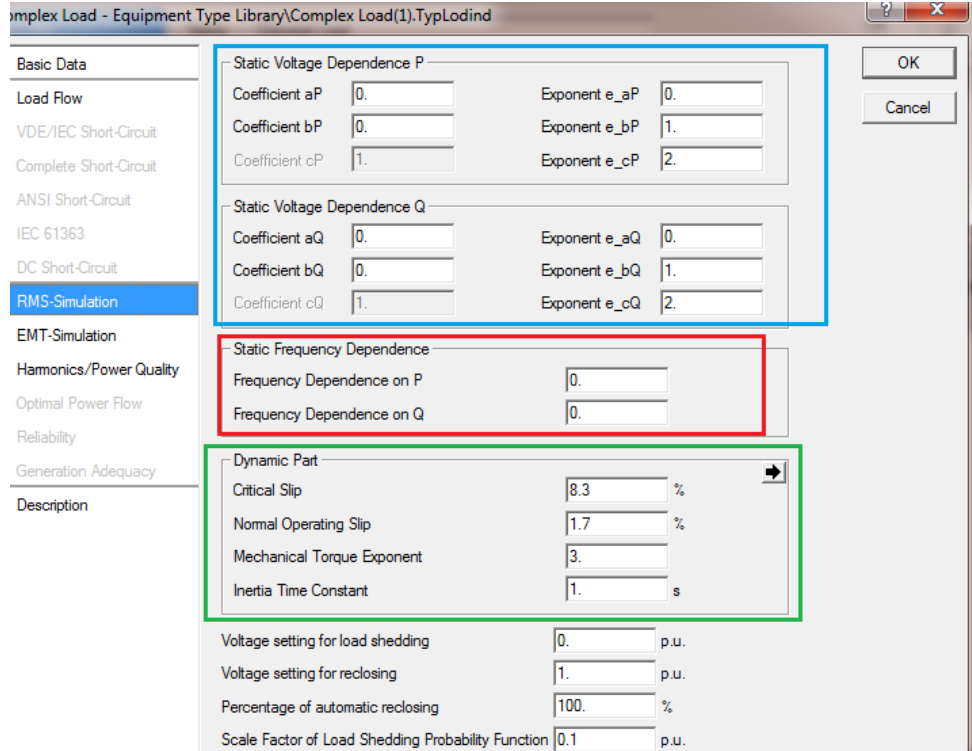 omplex Load - Equipment Type Library\Complex Load(1).TypLodind
? X
Basic Data
Load Flow
VDE/IEC Short-Circuit
Complete Short-Circuit
ANSI Short-Circuit
IEC 61363
DC Short-Circuit
RMS-Simulation
EMT-Simulation
Harmonics/Power Quality
Optimal Power Flow
Reliability
Generation Adequacy
Description
Static Voltage Dependence P
Coefficient aP 0. Exponent e_aP 0.
Coefficient bP 0. Exponent e_bP 1.
Coefficient cP 1. Exponent e_cP 2.
Static Voltage Dependence Q
Coefficient aQ 0. Exponent e_aQ 0.
Coefficient bQ 0. Exponent e_bQ 1.
Coefficient cQ 1. Exponent e_cQ 2.
Static Frequency Dependence
Frequency Dependence on P 0.
Frequency Dependence on Q 0.
Dynamic Part
Critical Slip 8.3 %
Normal Operating Slip 1.7 %
Mechanical Torque Exponent 3.
Inertia Time Constant 1. s
Voltage setting for load shedding 0. p.u.
Voltage setting for reclosing 1. p.u.
Percentage of automatic reclosing 100. %
Scale Factor of Load Shedding Probability Function 0.1 p.u.
OK
Cancel